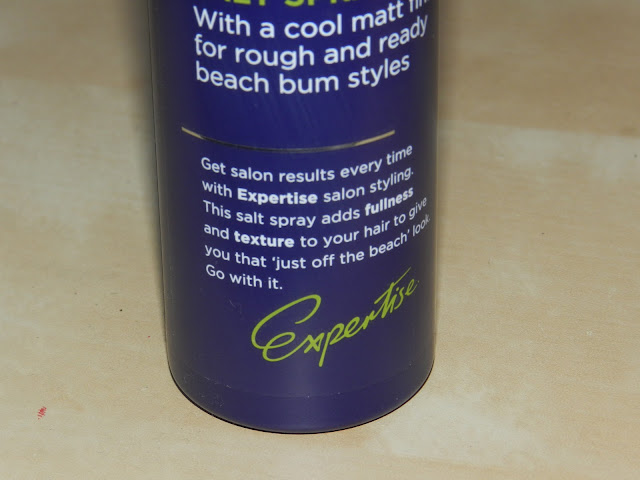 SALT SPRAY
With a cool matt fin
for rough and ready
beach bum styles
Get salon results every time
with Expertise salon styling.
This salt spray adds fullness
and texture to your hair to give
you that 'just off the beach' look.
Go with it.
Expertise